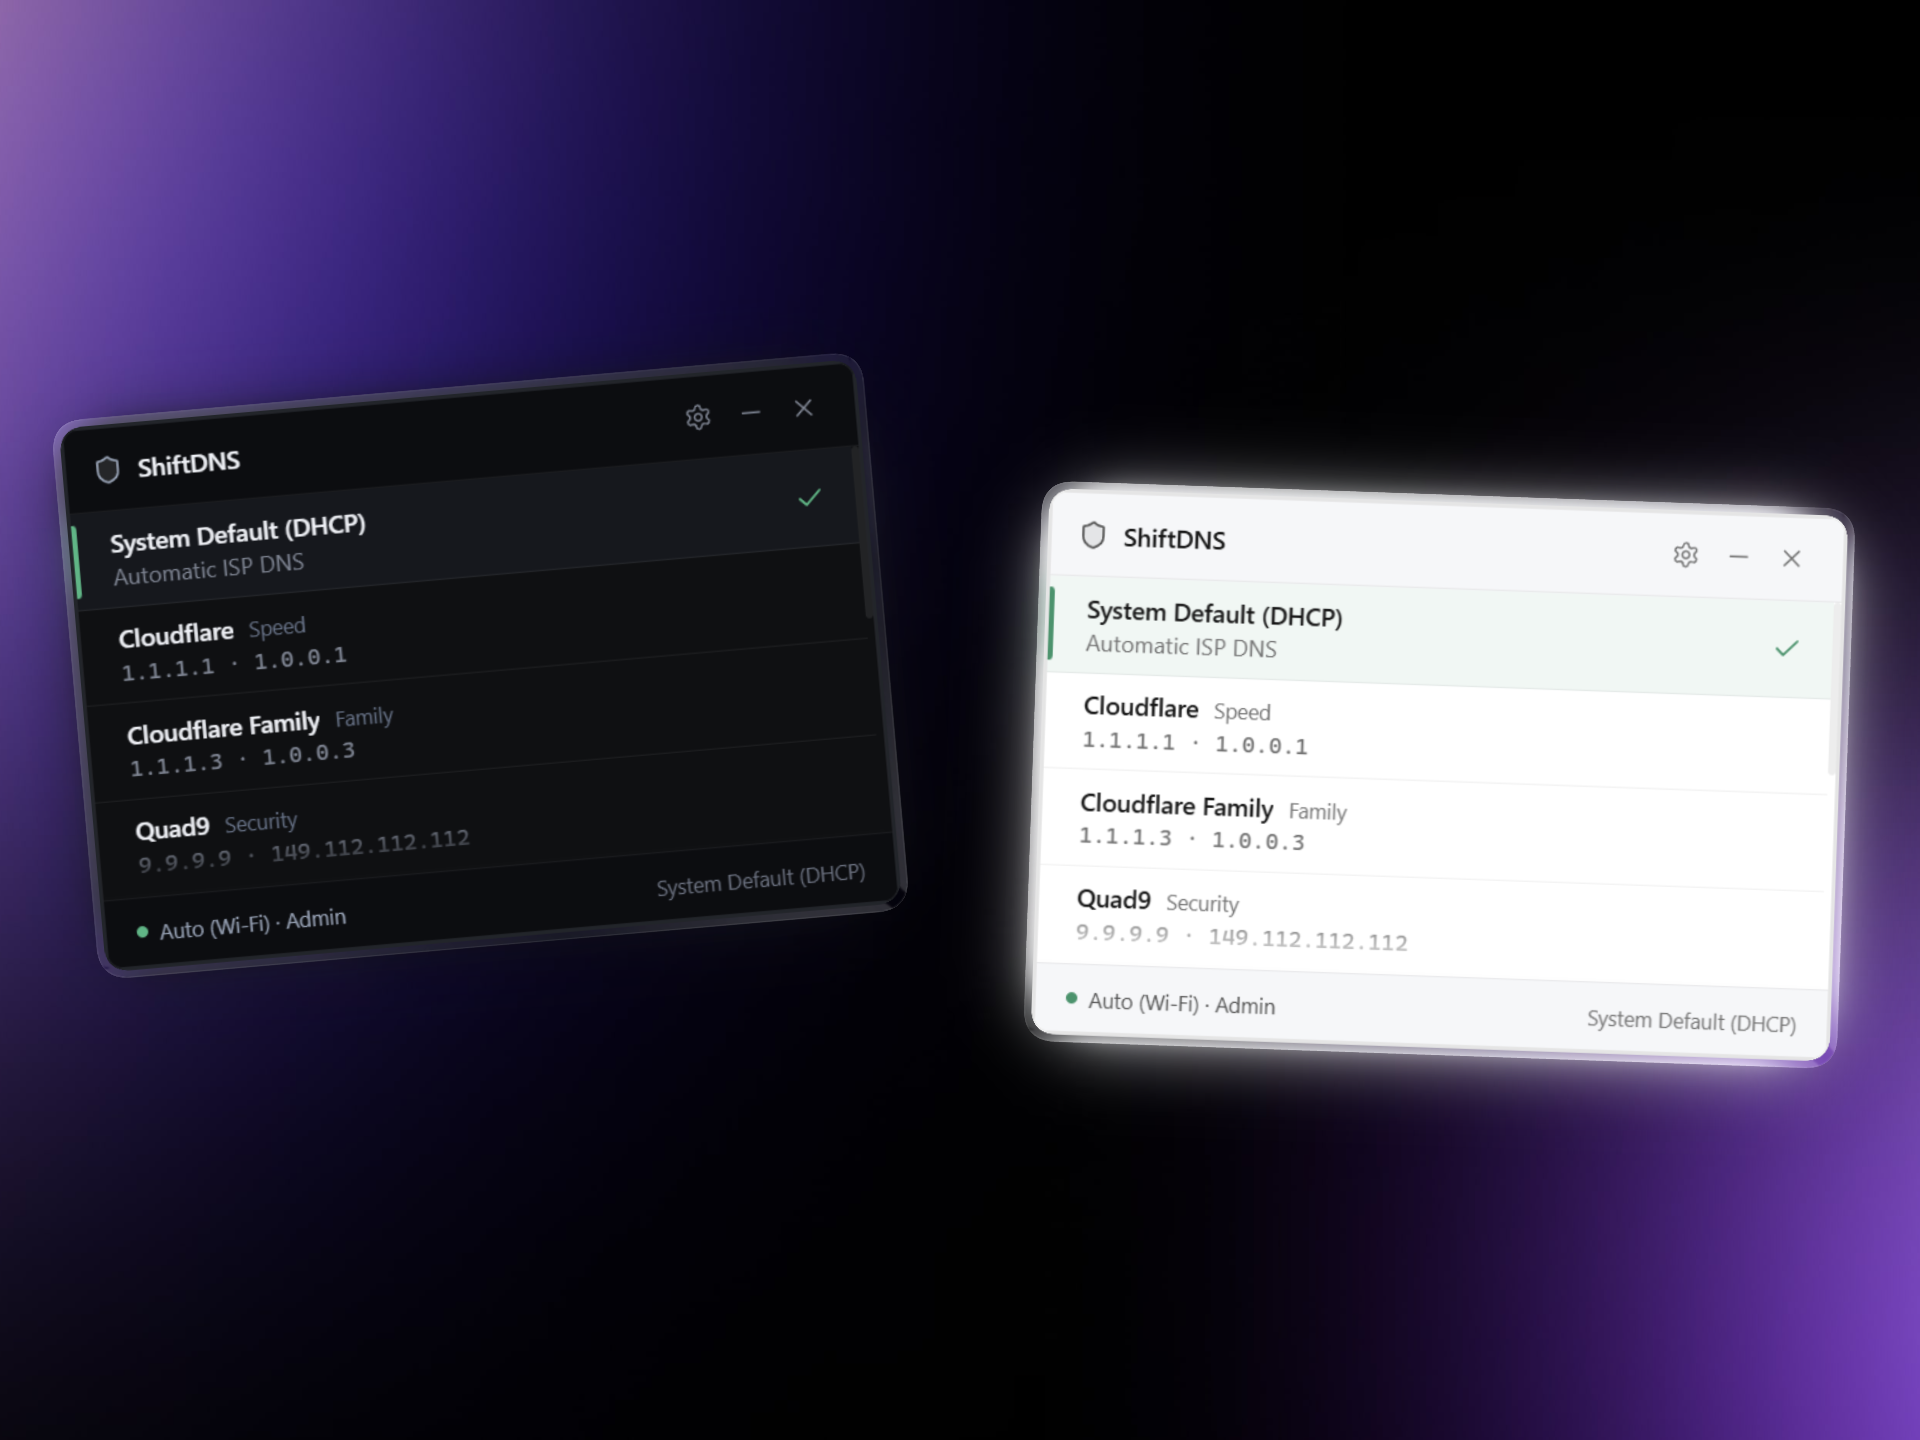 ShiftDNS
System Default (DHCP)
Automatic ISP DNS
Cloudflare Speed
1.1.1.1 · 1.0.0.1
Cloudflare Family Family
1.1.1.3 · 1.0.0.3
Quad9 Security
9.9.9.9 · 149.112.112.112
Auto (Wi-Fi) · Admin
System Default (DHCP)
ShiftDNS
System Default (DHCP)
Automatic ISP DNS
Cloudflare Speed
1.1.1.1 · 1.0.0.1
Cloudflare Family Family
1.1.1.3 · 1.0.0.3
Quad9 Security
9.9.9.9 · 149.112.112.112
Auto (Wi-Fi) · Admin
System Default (DHCP)